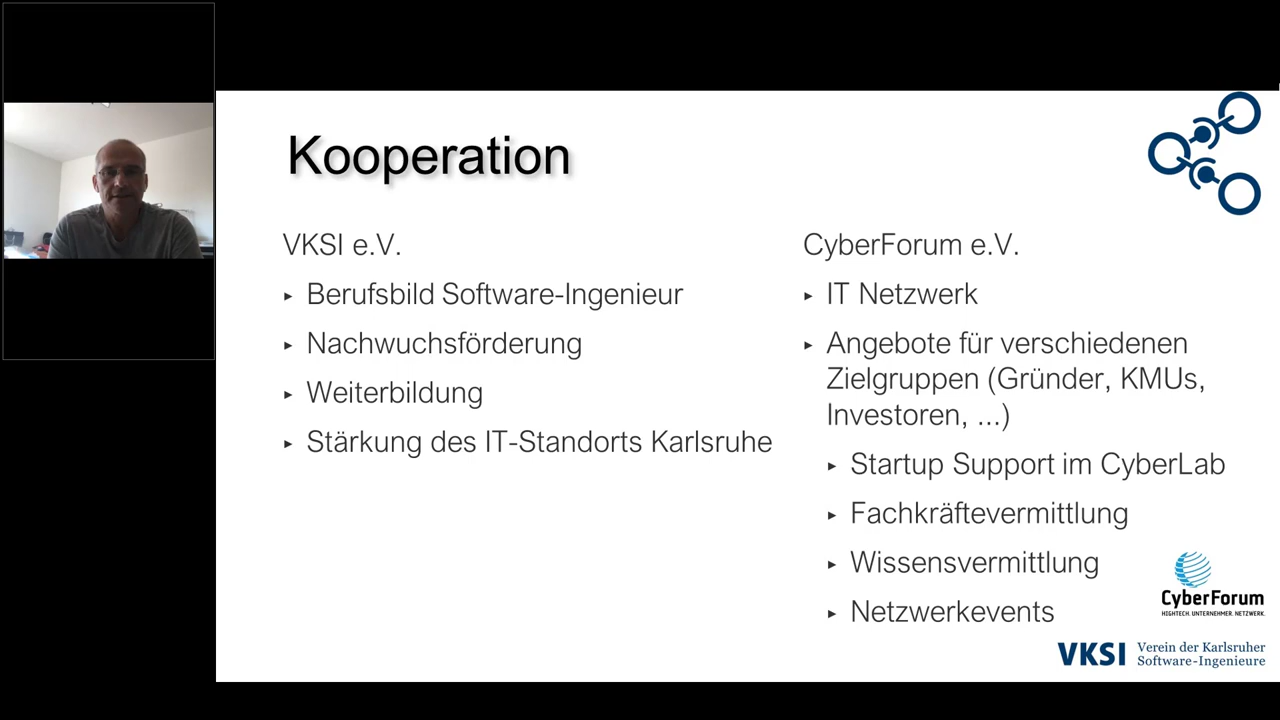 Kooperation
VKSI e.V.
▸ Berufsbild Software-Ingenieur
▸ Nachwuchsförderung
▸ Weiterbildung
▸ Stärkung des IT-Standorts Karlsruhe
CyberForum e.V.
▸ IT Netzwerk
▸ Angebote für verschiedenen
Zielgruppen (Gründer, KMUs,
Investoren, ...)
▸ Startup Support im CyberLab
▸ Fachkräftevermittlung
▸ Wissensvermittlung
▸ Netzwerkevents
CyberForum
HIGHTECH. UNTERNEHMER. NETZWERK.
VKSI Verein der Karlsruher
Software-Ingenieure